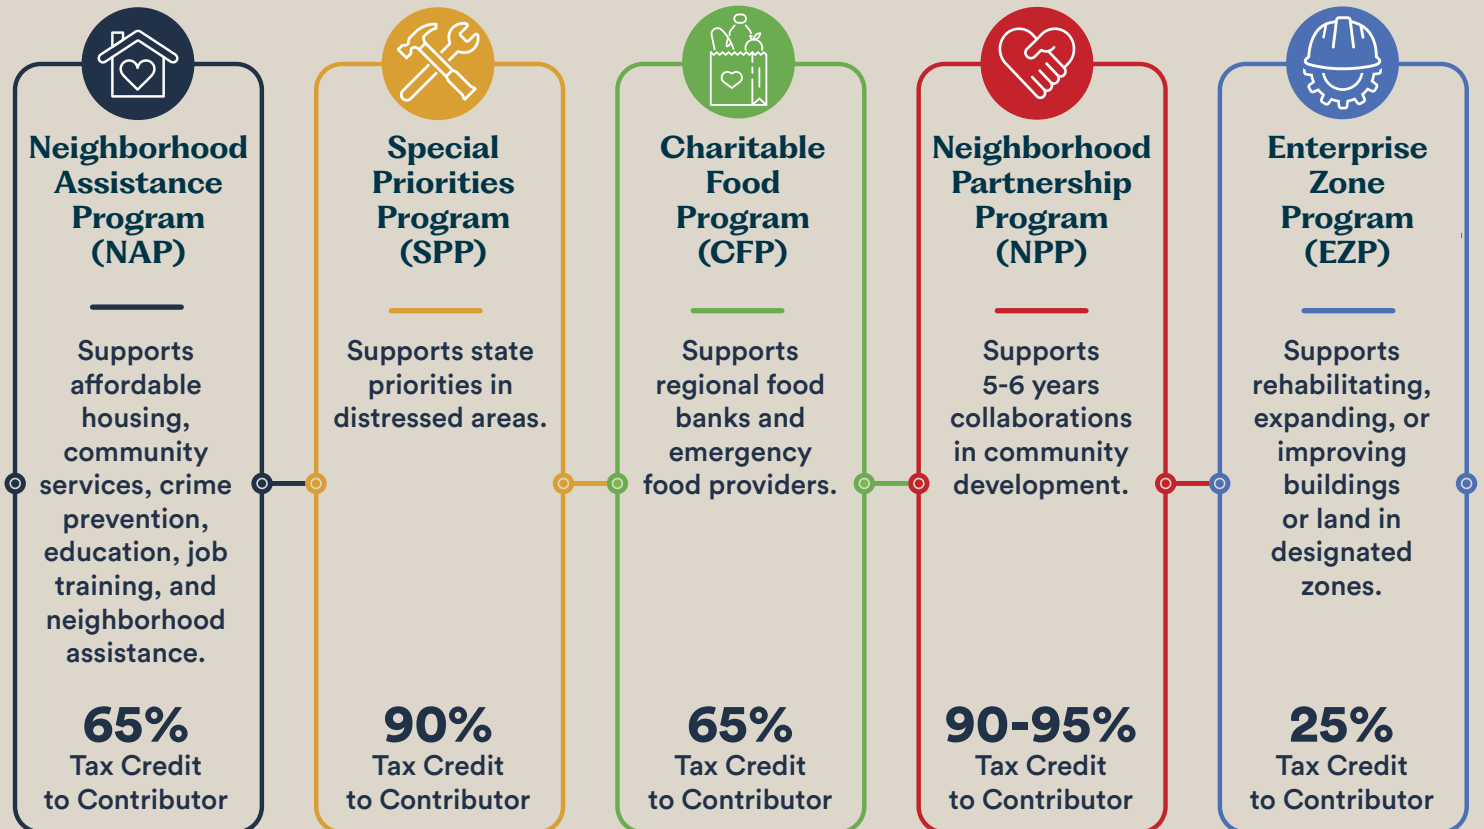 Neighborhood
Assistance
Program
(NAP)
Supports
affordable
housing,
community
services, crime
prevention,
education, job
training, and
neighborhood
assistance.
65%
Tax Credit
to Contributor
Special
Priorities
Program
(SPP)
Supports state
priorities in
distressed areas.
90%
Tax Credit
to Contributor
Charitable
Food
Program
(CFP)
Supports
regional food
banks and
emergency
food providers.
65%
Tax Credit
to Contributor
Neighborhood
Partnership
Program
(NPP)
Supports
5-6 years
collaborations
in community
development.
90-95%
Tax Credit
to Contributor
Enterprise
Zone
Program
(EZP)
Supports
rehabilitating,
expanding, or
improving
buildings
or land in
designated
zones.
25%
Tax Credit
to Contributor